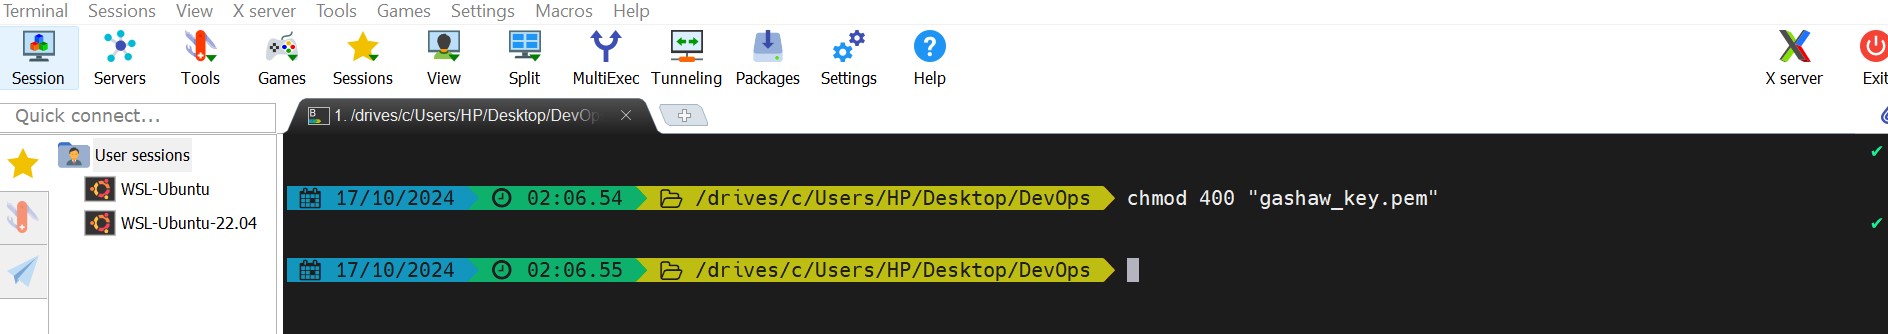 Terminal Sessions View X server Tools Games Settings Macros Help
Session Servers Tools Games Sessions View Split MultiExec Tunneling Packages Settings Help X server Exit
Quick connect...
1. /drives/c/Users/HP/Desktop/DevOps
User sessions
WSL-Ubuntu
WSL-Ubuntu-22.04
17/10/2024 02:06.54 /drives/c/Users/HP/Desktop/DevOps chmod 400 "gashaw_key.pem"
17/10/2024 02:06.55 /drives/c/Users/HP/Desktop/DevOps